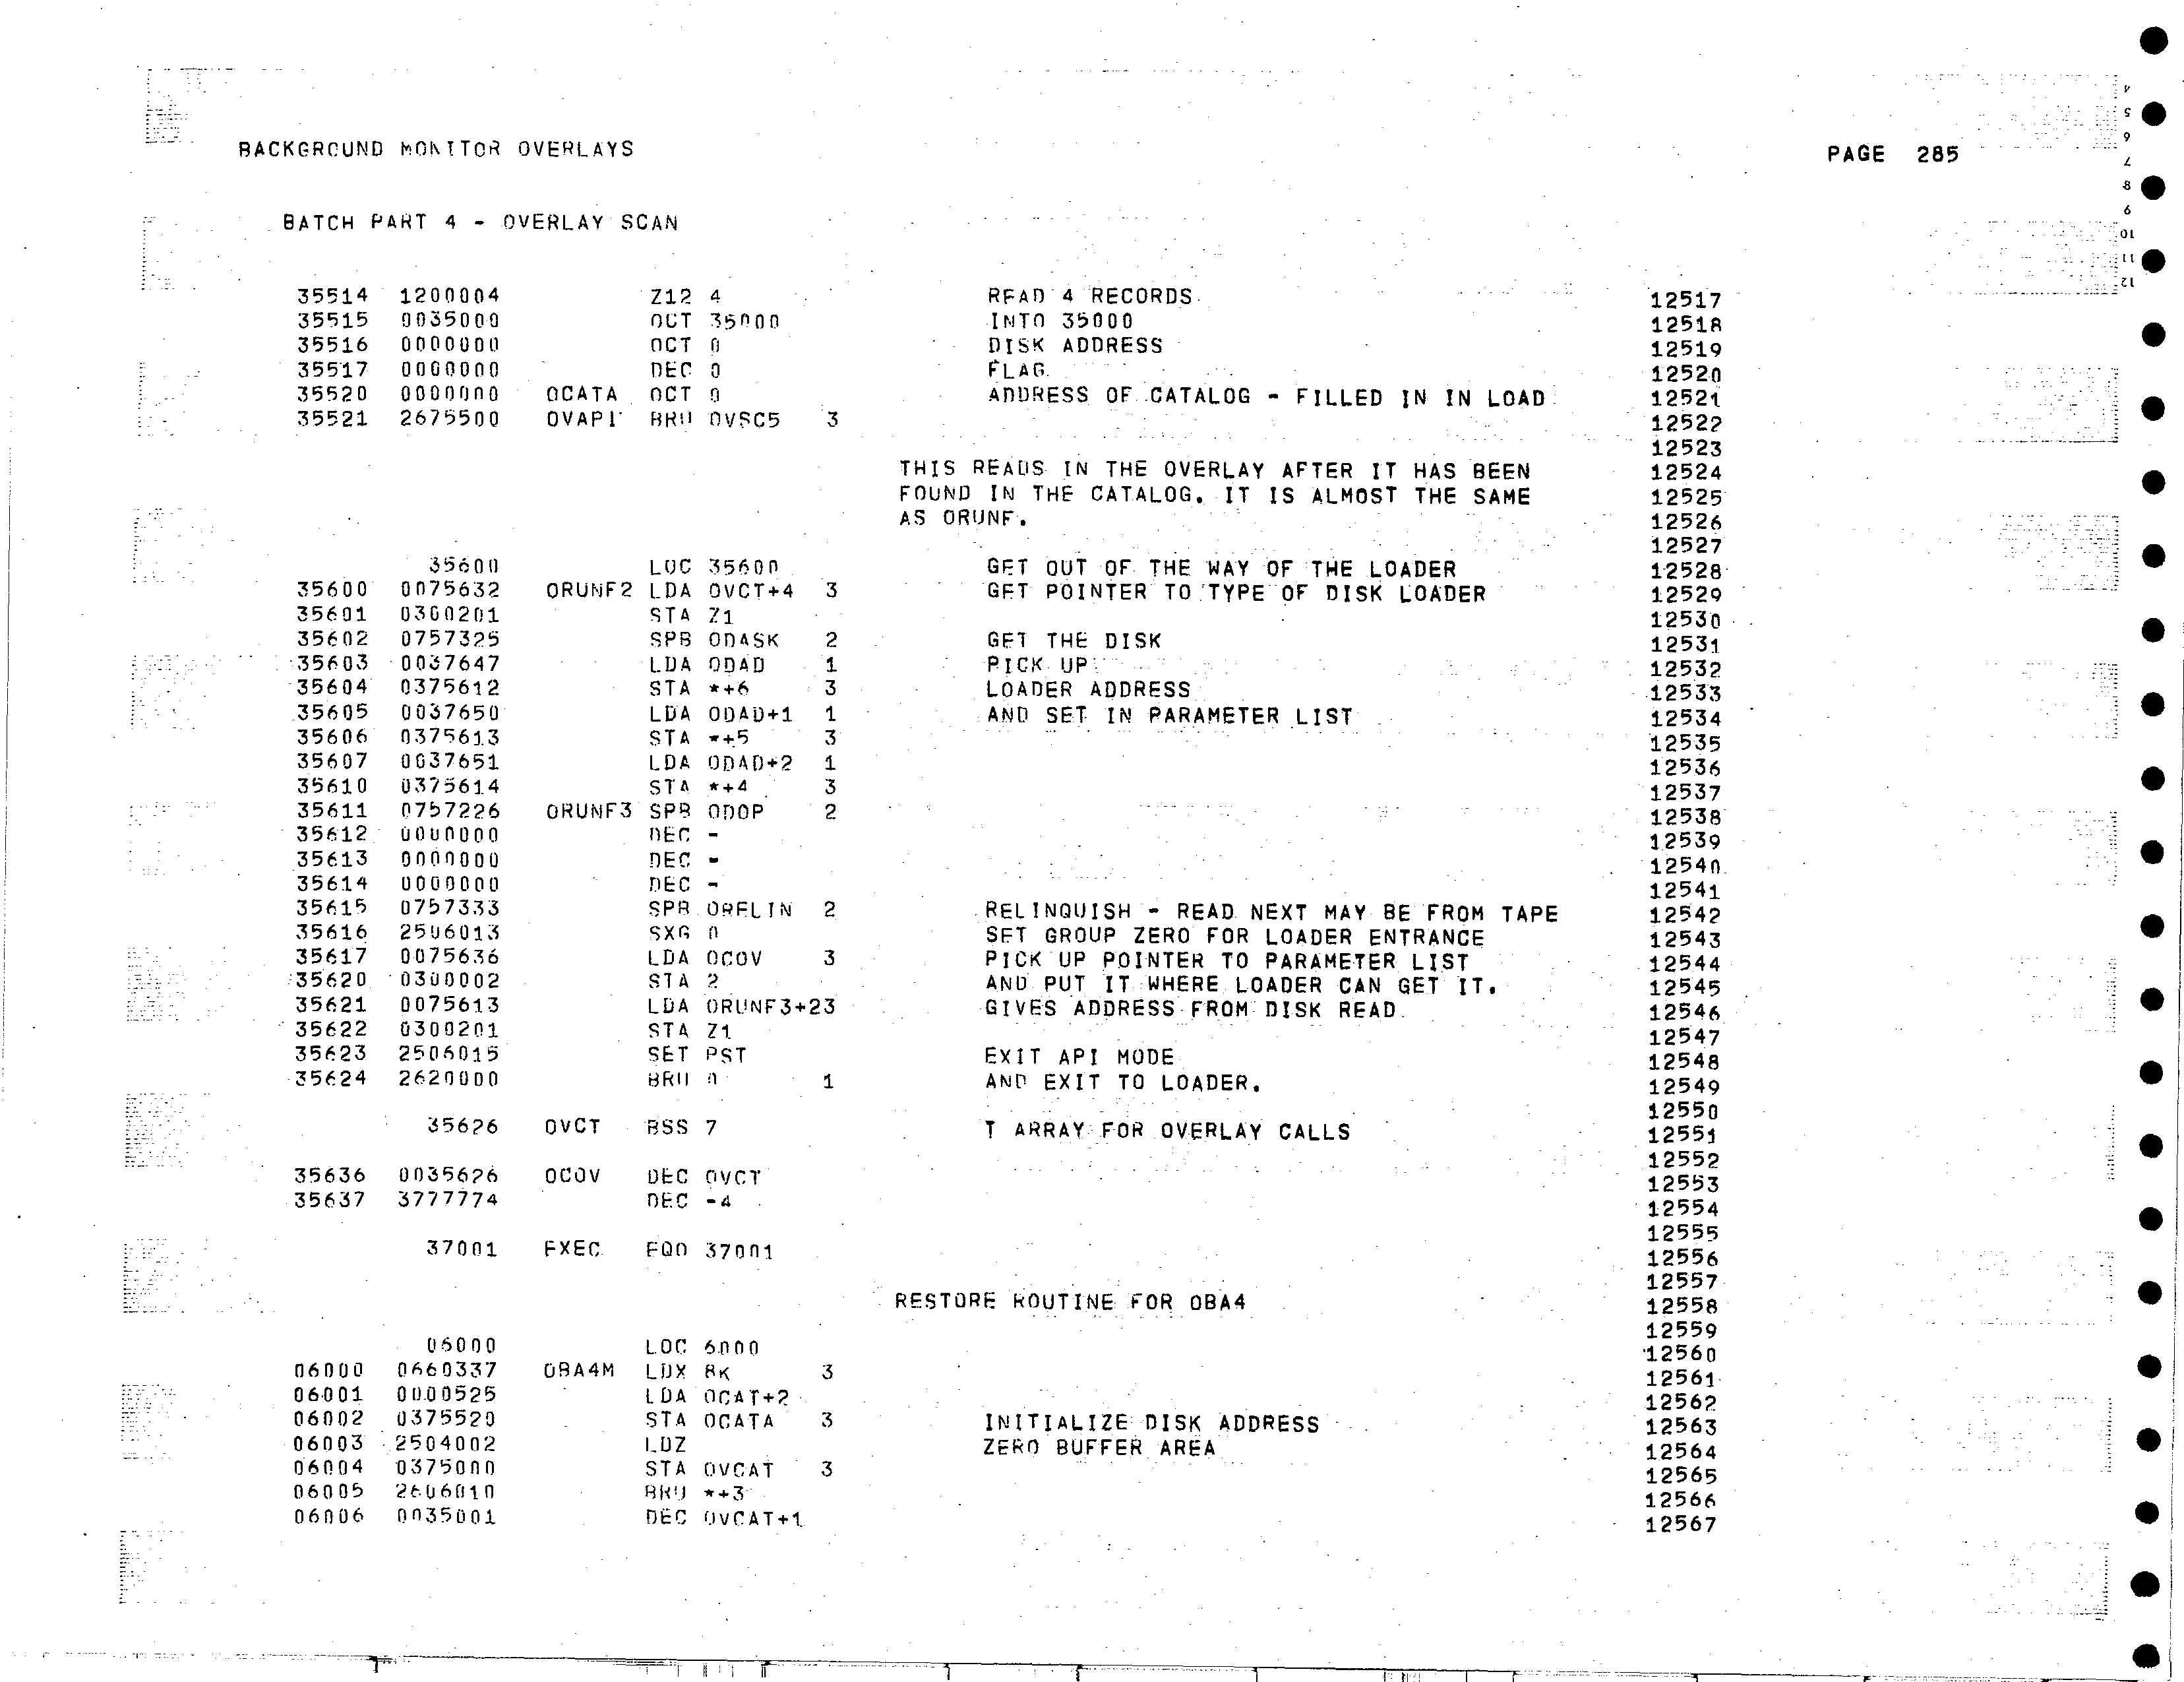 BACKGROUND MONITOR OVERLAYS PAGE 285
BATCH PART 4 - OVERLAY SCAN
35514 1200004 Z12 4 READ 4 RECORDS 12517
35515 0035000 OCT 35000 INTO 35000 12518
35516 0000000 OCT 0 DISK ADDRESS 12519
35517 0000000 DEC 0 FLAG 12520
35520 0000000 OCATA OCT 0 ADDRESS OF CATALOG - FILLED IN IN LOAD 12521
35521 2675500 OVAPI BRU OVSC5 3 12522
12523
THIS READS IN THE OVERLAY AFTER IT HAS BEEN 12524
FOUND IN THE CATALOG. IT IS ALMOST THE SAME 12525
AS ORUNF. 12526
12527
35600 LOC 35600 GET OUT OF THE WAY OF THE LOADER 12528
35600 0075632 ORUNF2 LDA OVCT+4 3 GET POINTER TO TYPE OF DISK LOADER 12529
35601 0300201 STA Z1 12530
35602 0757325 SPB ODASK 2 GET THE DISK 12531
35603 0037647 LDA ODAD 1 PICK UP 12532
35604 0375612 STA *+6 3 LOADER ADDRESS 12533
35605 0037650 LDA ODAD+1 1 AND SET IN PARAMETER LIST 12534
35606 0375613 STA *+5 3 12535
35607 0037651 LDA ODAD+2 1 12536
35610 0375614 STA *+4 3 12537
35611 0757226 ORUNF3 SPB ODOP 2 12538
35612 0000000 DEC - 12539
35613 0000000 DEC - 12540
35614 0000000 DEC - 12541
35615 0757333 SPB ORELIN 2 RELINQUISH - READ NEXT MAY BE FROM TAPE 12542
35616 2506013 SXG 0 SET GROUP ZERO FOR LOADER ENTRANCE 12543
35617 0075636 LDA OCOV 3 PICK UP POINTER TO PARAMETER LIST 12544
35620 0300002 STA 2 AND PUT IT WHERE LOADER CAN GET IT. 12545
35621 0075613 LDA ORUNF3+23 GIVES ADDRESS FROM DISK READ 12546
35622 0300201 STA Z1 12547
35623 2506015 SET PST EXIT API MODE 12548
35624 2620000 BRU 0 1 AND EXIT TO LOADER. 12549
12550
35626 OVCT BSS 7 T ARRAY FOR OVERLAY CALLS 12551
12552
35636 0035626 OCOV DEC OVCT 12553
35637 3777774 DEC -4 12554
12555
37001 EXEC EQO 37001 12556
12557
RESTORE ROUTINE FOR OBA4 12558
12559
06000 LOC 6000 12560
06000 0660337 OBA4M LDX 8K 3 12561
06001 0000525 LDA OCAT+2 12562
06002 0375520 STA OCATA 3 INITIALIZE DISK ADDRESS 12563
06003 2504002 LDZ ZERO BUFFER AREA 12564
06004 0375000 STA OVCAT 3 12565
06005 2606010 BRU *+3 12566
06006 0035001 DEC OVCAT+1 12567
4
5
6
7
8
9
10
11
12